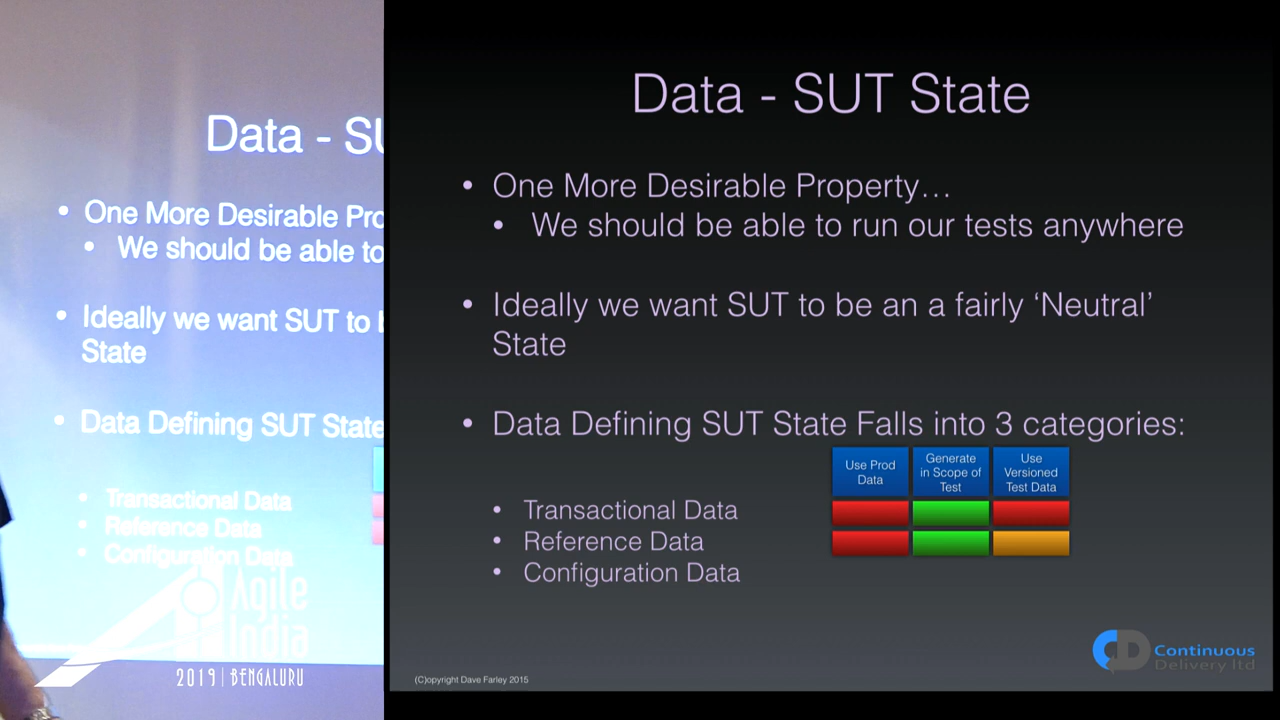 Data - SU
One More Desirable Pro
We should be able to
Ideally we want SUT to b
State
Data Defining SUT State
Transactional Data
Reference Data
Configuration Data
Agile
India
2019 | BENGALURU
Data - SUT State
One More Desirable Property…
We should be able to run our tests anywhere
Ideally we want SUT to be an a fairly ‘Neutral’
State
Data Defining SUT State Falls into 3 categories:
Use Prod
Data
Generate
in Scope of
Test
Use
Versioned
Test Data
Transactional Data
Reference Data
Configuration Data
CD
Continuous
Delivery ltd
(C)opyright Dave Farley 2015